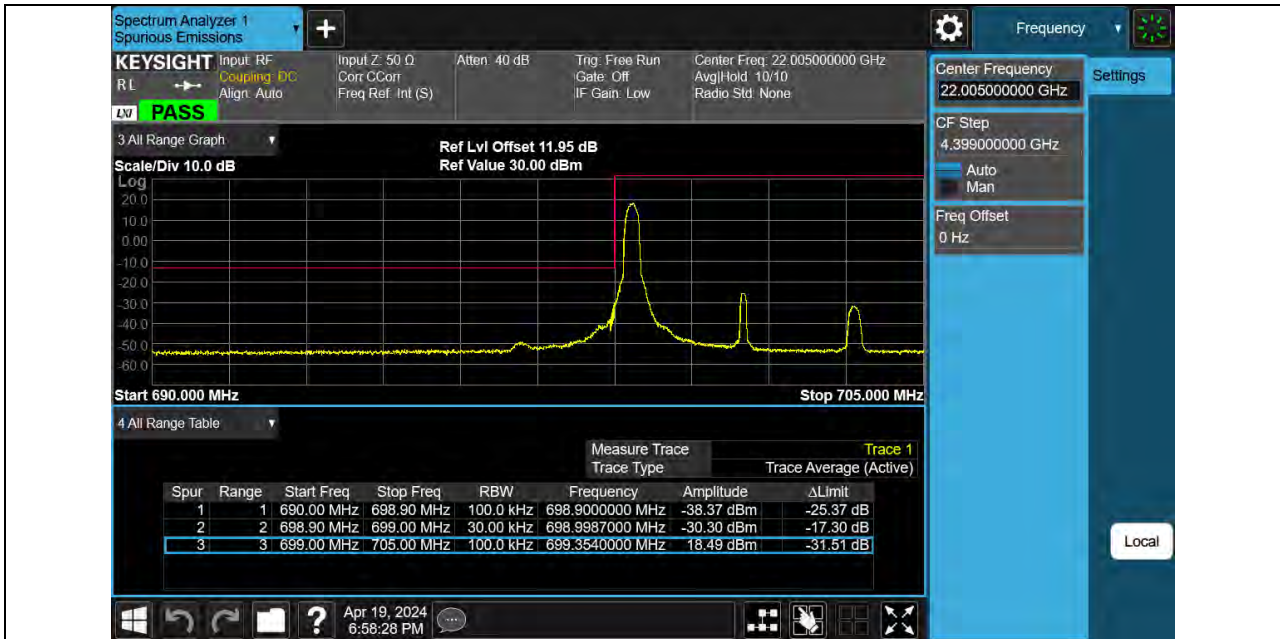 Spectrum Analyzer 1
Spurious Emissions
+
Frequency
KEYSIGHT
RL
LXI PASS
Input: RF
Coupling: DC
Align: Auto
Input Z: 50 Ω
Corr CCorr
Freq Ref: Int (S)
Atten: 40 dB
Trig: Free Run
Gate: Off
IF Gain: Low
Center Freq: 22.005000000 GHz
Avg|Hold: 10/10
Radio Std: None
Center Frequency
22.005000000 GHz
Settings
CF Step
4.399000000 GHz
Auto
Man
Freq Offset
0 Hz
3 All Range Graph
Scale/Div 10.0 dB
Ref Lvl Offset 11.95 dB
Ref Value 30.00 dBm
Log
20.0
10.0
0.00
-10.0
-20.0
-30.0
-40.0
-50.0
-60.0
Start 690.000 MHz
Stop 705.000 MHz
4 All Range Table
Measure Trace Trace 1
Trace Type Trace Average (Active)
Spur Range Start Freq Stop Freq RBW Frequency Amplitude ΔLimit
1 1 690.00 MHz 698.90 MHz 100.0 kHz 698.9000000 MHz -38.37 dBm -25.37 dB
2 2 698.90 MHz 699.00 MHz 30.00 kHz 698.9987000 MHz -30.30 dBm -17.30 dB
3 3 699.00 MHz 705.00 MHz 100.0 kHz 699.3540000 MHz 18.49 dBm -31.51 dB
Local
?
Apr 19, 2024
6:58:28 PM